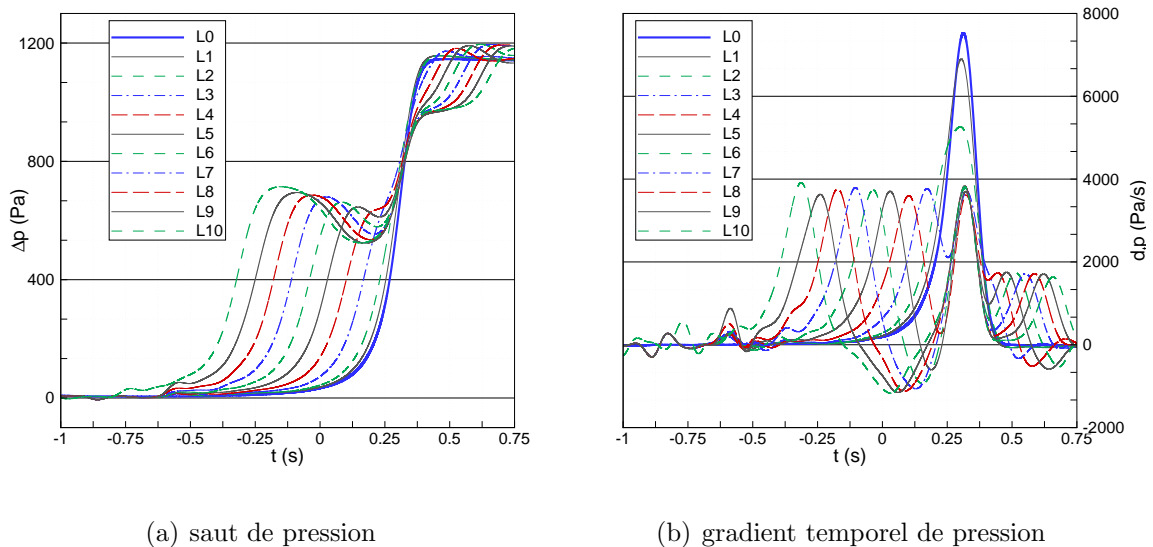 L0
L1
L2
L3
L4
L5
L6
L7
L8
L9
L10
1200
800
400
0
Δp (Pa)
-1 -0.75 -0.5 -0.25 0 0.25 0.5 0.75
t (s)
(a) saut de pression
L0
L1
L2
L3
L4
L5
L6
L7
L8
L9
L10
8000
6000
4000
2000
0
-2000
d,p (Pa/s)
-1 -0.75 -0.5 -0.25 0 0.25 0.5 0.75
t (s)
(b) gradient temporel de pression